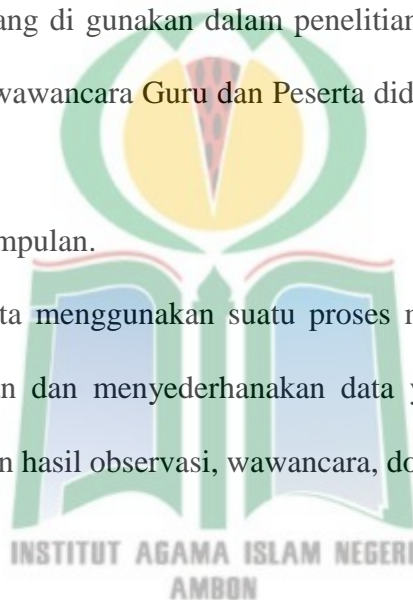 ang di gunakan dalam penelitian
wawancara Guru dan Peserta did
mpulan.
ta menggunakan suatu proses
n dan menyederhanakan data
n hasil observasi, wawancara, do
INSTITUT AGAMA ISLAM NEGERI
AMBON